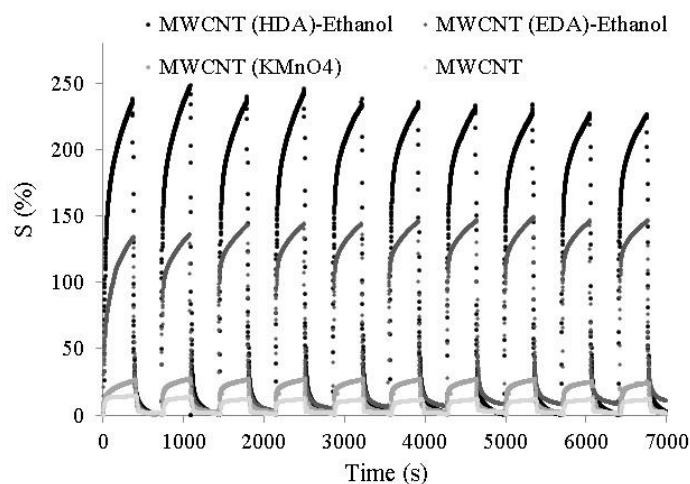 • MWCNT (HDA)-Ethanol • MWCNT (EDA)-Ethanol
• MWCNT (KMnO4) MWCNT
S (%)
250
200
150
100
50
0
0 1000 2000 3000 4000 5000 6000 7000
Time (s)